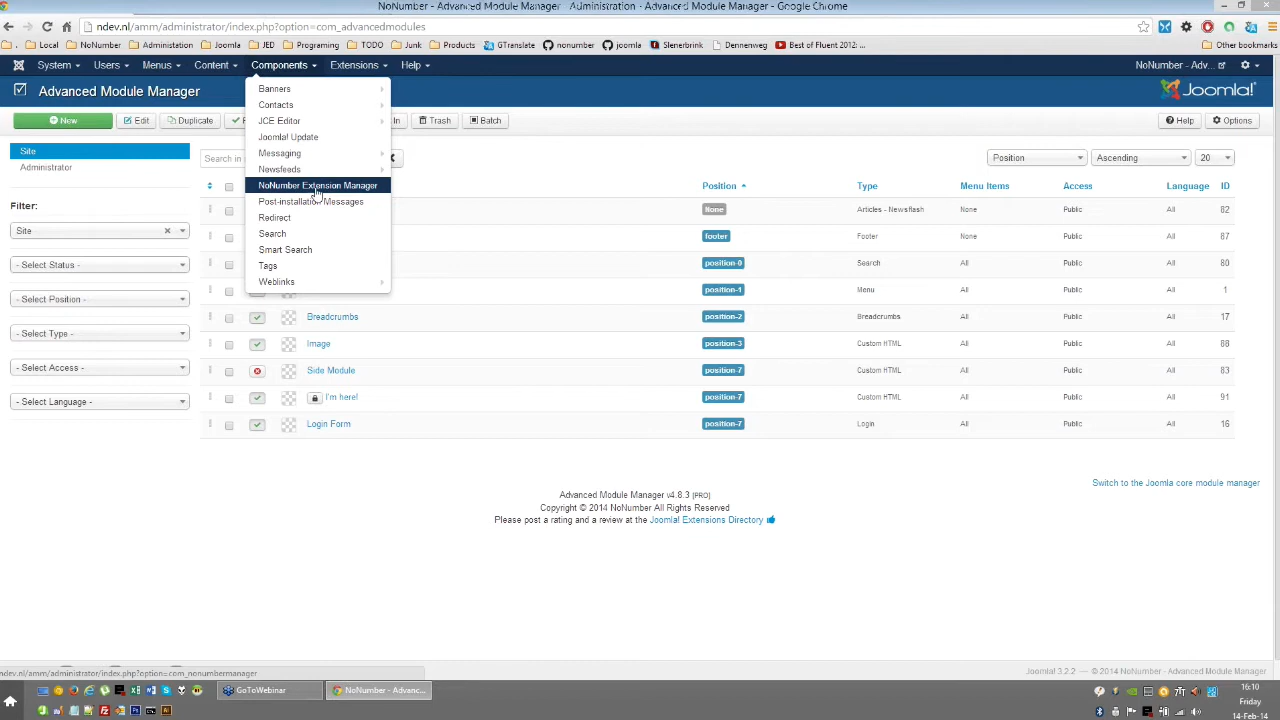 NoNumber - Advanced Module Manager - Administration - Advanced Module Manager - Google Chrome
ndev.nl/amm/administrator/index.php?option=com_advancedmodules
. Local NoNumber Administation Joomla JED Programing TODO Junk Products GTranslate nonumber joomla Slenerbrink Dennenweg Best of Fluent 2012: ... Other bookmarks
System Users Menus Content Components Extensions Help NoNumber - Adv...
Advanced Module Manager Joomla!®
New Edit Duplicate In Trash Batch Help Options
Banners
Contacts
JCE Editor
Joomla! Update
Messaging
Newsfeeds
NoNumber Extension Manager
Post-installation Messages
Redirect
Search
Smart Search
Tags
Weblinks
Site
Administrator
Filter:
Site
- Select Status -
- Select Position -
- Select Type -
- Select Access -
- Select Language -
Search in Position Ascending 20
Position Type Menu Items Access Language ID
None Articles - Newsflash None Public All 82
footer Footer None Public All 87
position-0 Search All Public All 80
position-1 Menu All Public All 1
Breadcrumbs position-2 Breadcrumbs All Public All 17
Image position-3 Custom HTML All Public All 88
Side Module position-7 Custom HTML All Public All 83
I'm here! position-7 Custom HTML All Public All 91
Login Form position-7 Login All Public All 16
Switch to the Joomla core module manager
Advanced Module Manager v4.8.3 [PRO]
Copyright © 2014 NoNumber All Rights Reserved
Please post a rating and a review at the Joomla! Extensions Directory
ndev.nl/amm/administrator/index.php?option=com_nonumbermanager
Joomla! 3.2.2 — © 2014 NoNumber - Advanced Module Manager
GoToWebinar NoNumber - Advanc...
16:10
Friday
14-Feb-14